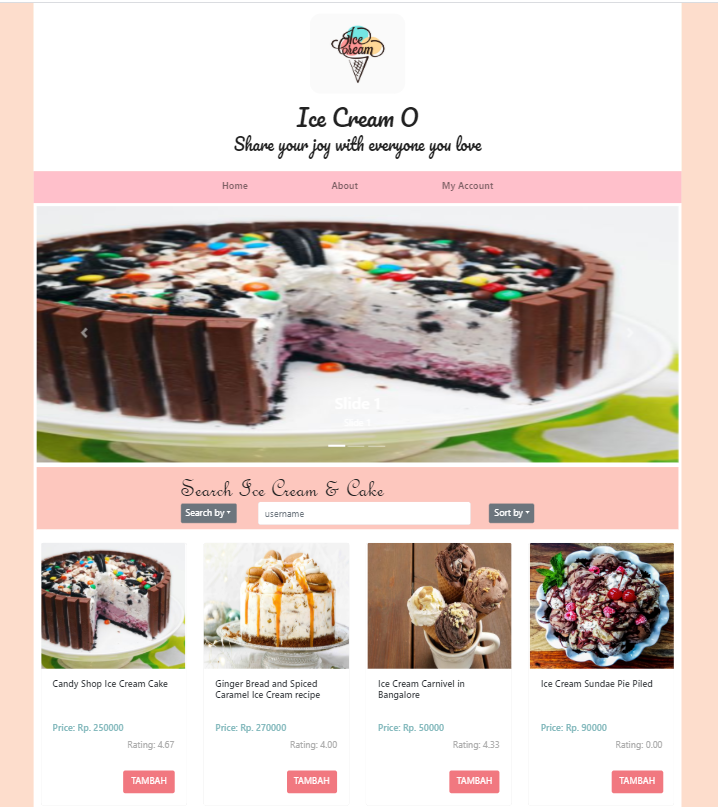 Ice
Cream
Ice Cream O
Share your joy with everyone you love
Home About My Account
Slide 1
Slide 1
Search Ice Cream & Cake
Search by username Sort by
Candy Shop Ice Cream Cake
Price: Rp. 250000
Rating: 4.67
TAMBAH
Ginger Bread and Spiced
Caramel Ice Cream recipe
Price: Rp. 270000
Rating: 4.00
TAMBAH
Ice Cream Carnivel in
Bangalore
Price: Rp. 50000
Rating: 4.33
TAMBAH
Ice Cream Sundae Pie Piled
Price: Rp. 90000
Rating: 0.00
TAMBAH